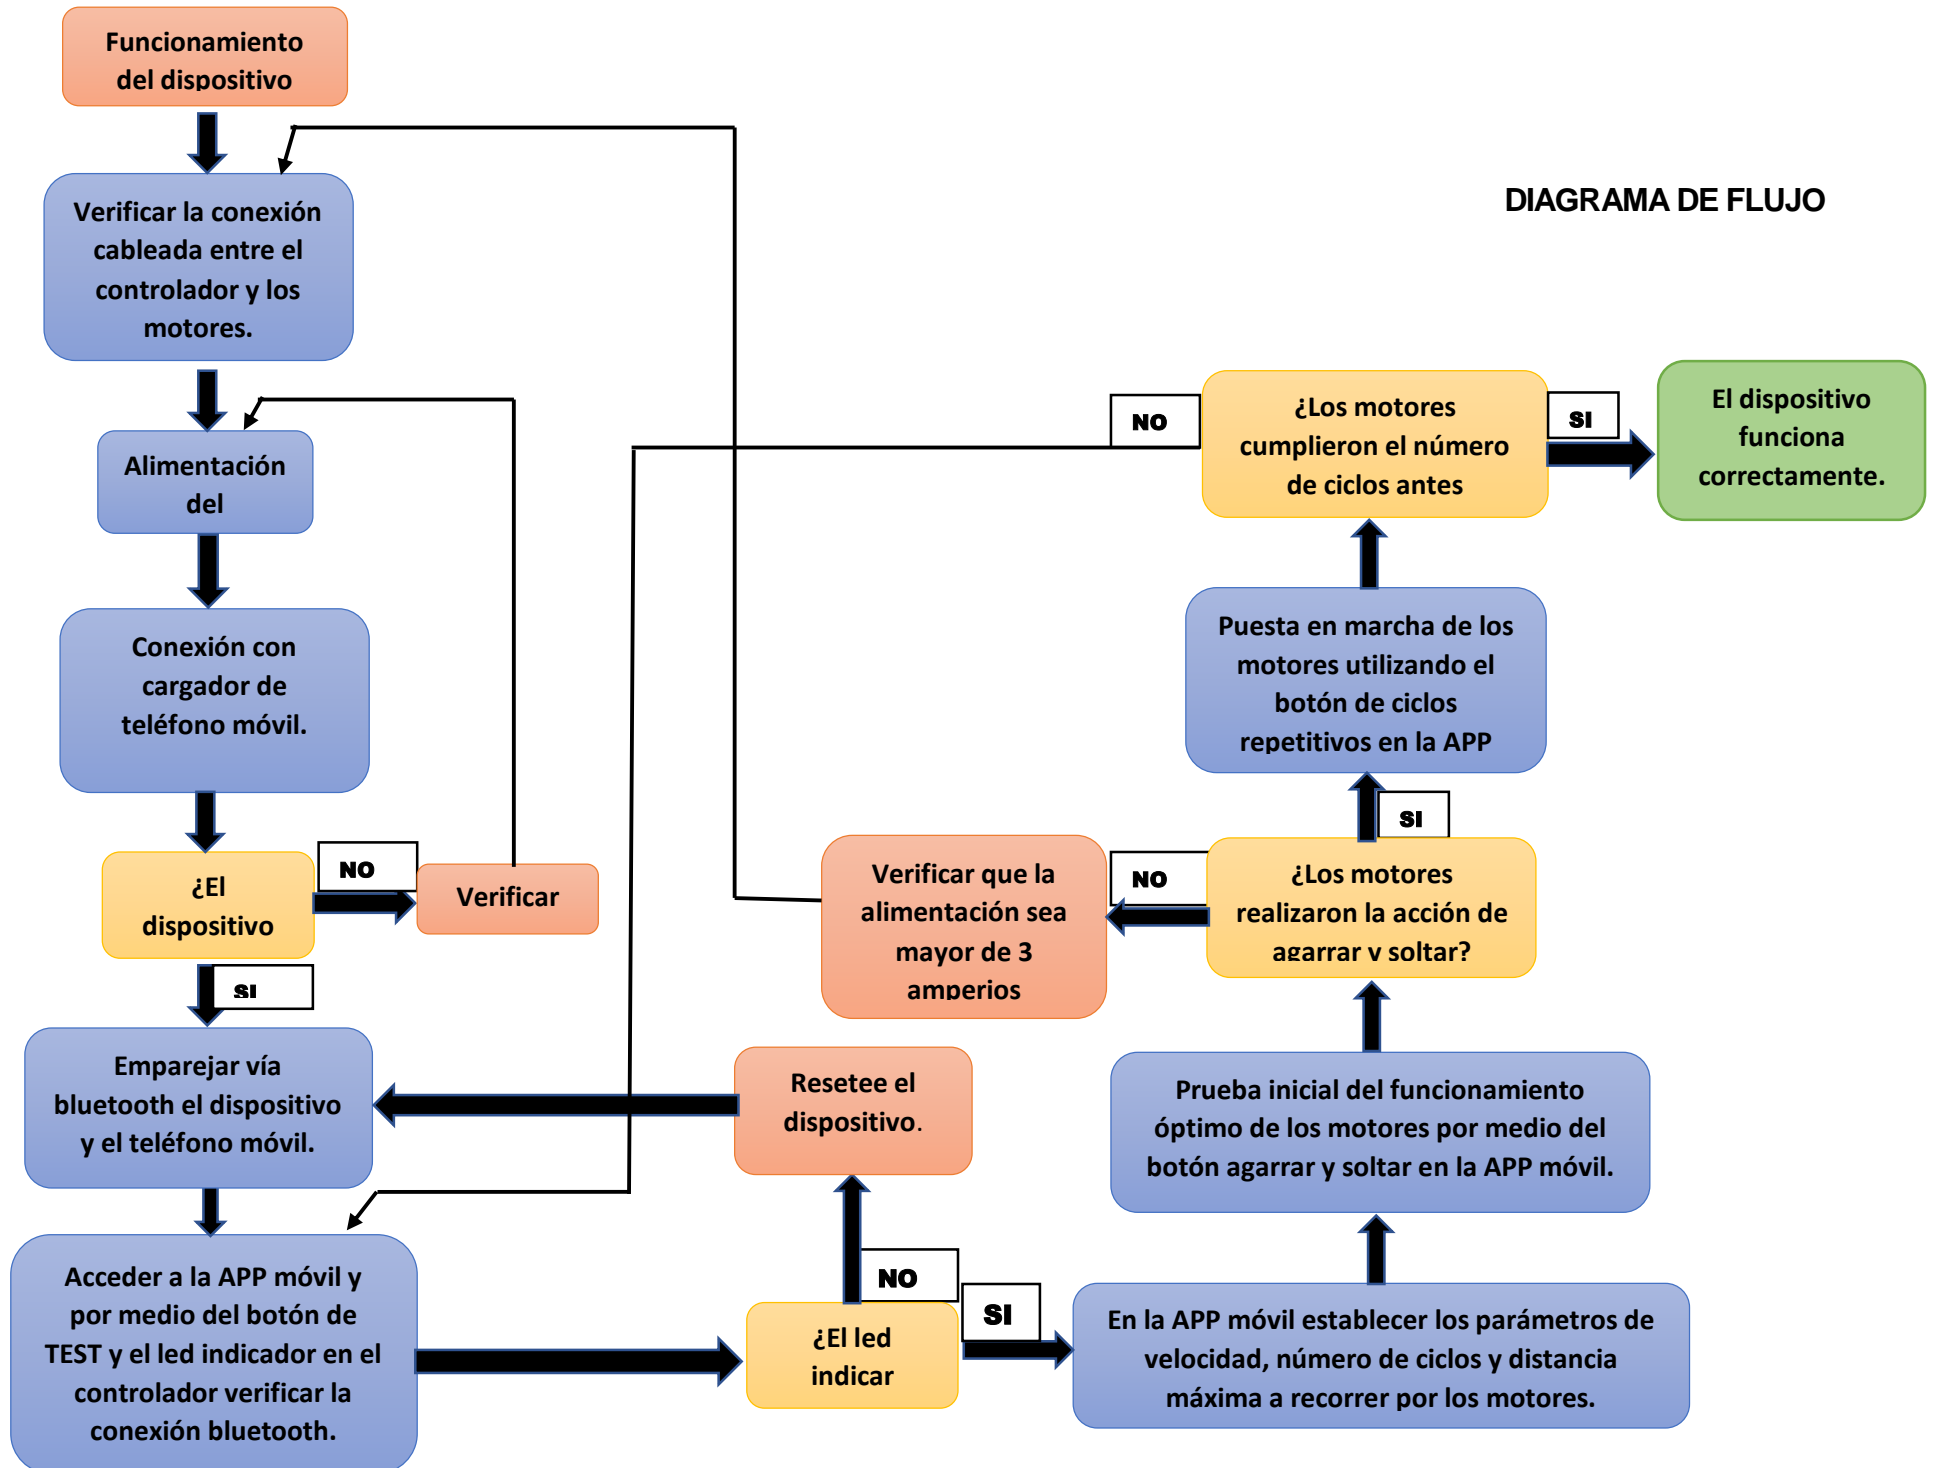 Funcionamiento
del dispositivo
DIAGRAMA DE FLUJO
Verificar la conexión
cableada entre el
controlador y los
motores.
Alimentación
del
Conexión con
cargador de
teléfono móvil.
¿El
dispositivo
NO
Verificar
SI
Emparejar vía
bluetooth el dispositivo
y el teléfono móvil.
Acceder a la APP móvil y
por medio del botón de
TEST y el led indicador en el
controlador verificar la
conexión bluetooth.
¿El led
indicar
NO
Resetee el
dispositivo.
SI
En la APP móvil establecer los parámetros de
velocidad, número de ciclos y distancia
máxima a recorrer por los motores.
Prueba inicial del funcionamiento
óptimo de los motores por medio del
botón agarrar y soltar en la APP móvil.
¿Los motores
realizaron la acción de
agarrar y soltar?
NO
Verificar que la
alimentación sea
mayor de 3
amperios
SI
Puesta en marcha de los
motores utilizando el
botón de ciclos
repetitivos en la APP
¿Los motores
cumplieron el número
de ciclos antes
NO
SI
El dispositivo
funciona
correctamente.